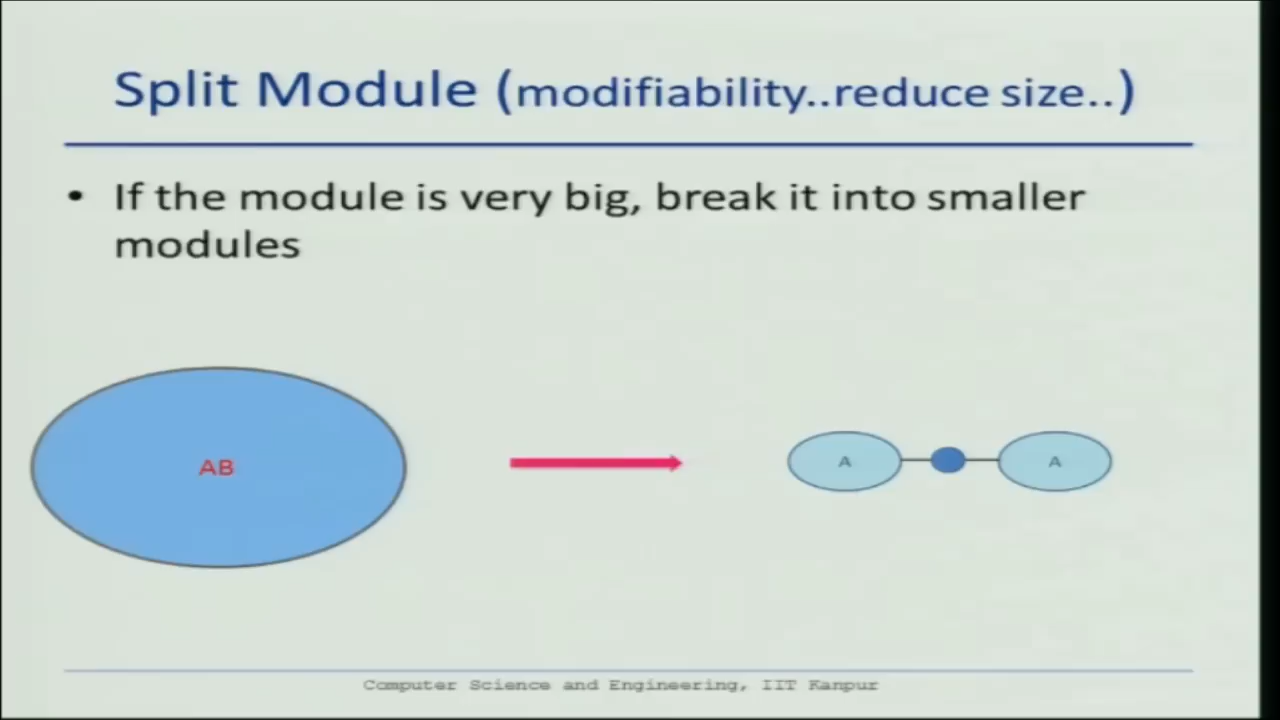 Split Module (modifiability..reduce size..)
• If the module is very big, break it into smaller
modules
AB
A
A
Computer Science and Engineering, IIT Kanpur